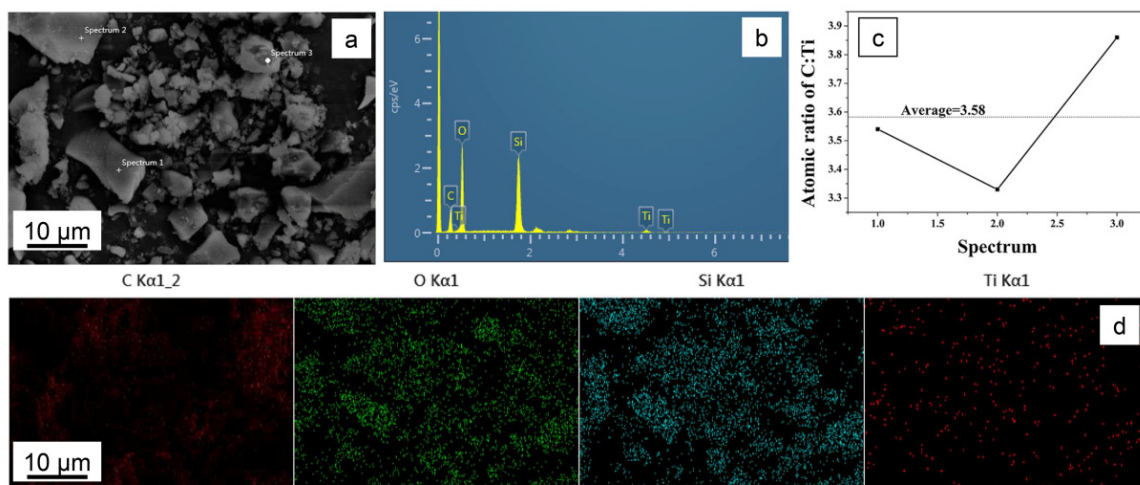 Spectrum 2
a
Spectrum 3
Spectrum 1
10 µm
b
cps/eV
6
4
2
0
O
Si
C
Ti
Ti
Ti
0
2
4
6
c
Atomic ratio of C:Ti
3.9
3.8
3.7
3.6
3.5
3.4
3.3
Average=3.58
1.0
1.5
2.0
2.5
3.0
Spectrum
C Kα1_2
O Kα1
Si Kα1
Ti Kα1
d
10 µm